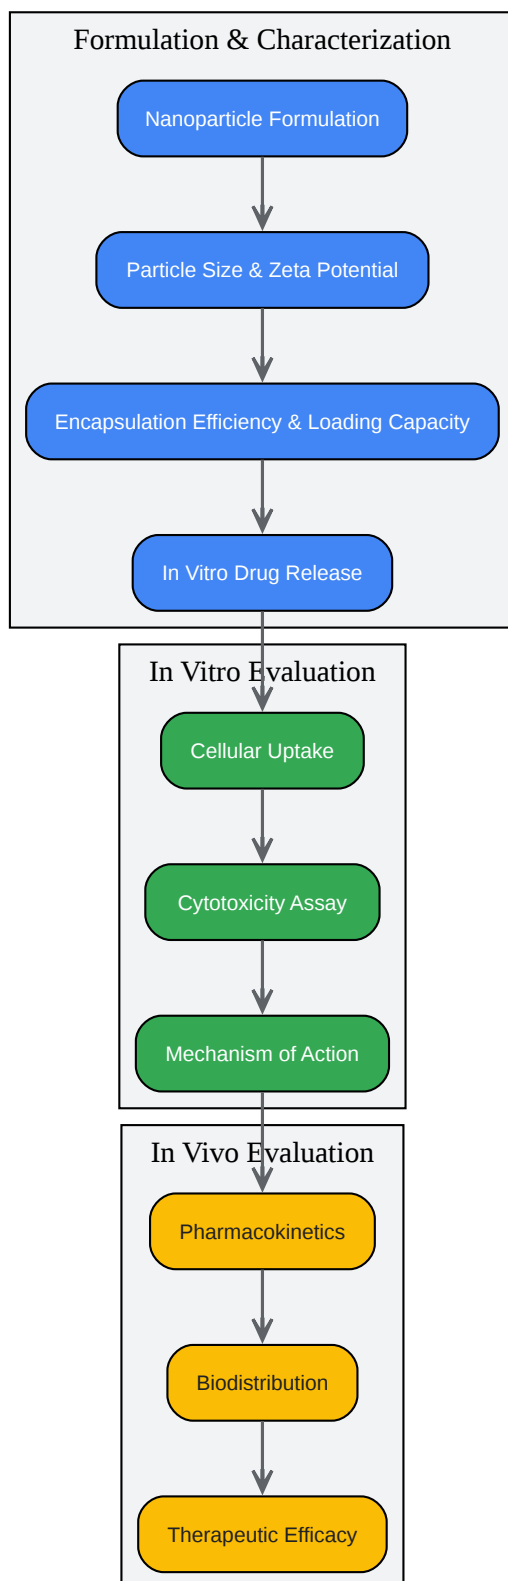 Formulation & Characterization
Nanoparticle Formulation
Particle Size & Zeta Potential
Encapsulation Efficiency & Loading Capacity
In Vitro Drug Release
In Vitro Evaluation
Cellular Uptake
Cytotoxicity Assay
Mechanism of Action
In Vivo Evaluation
Pharmacokinetics
Biodistribution
Therapeutic Efficacy